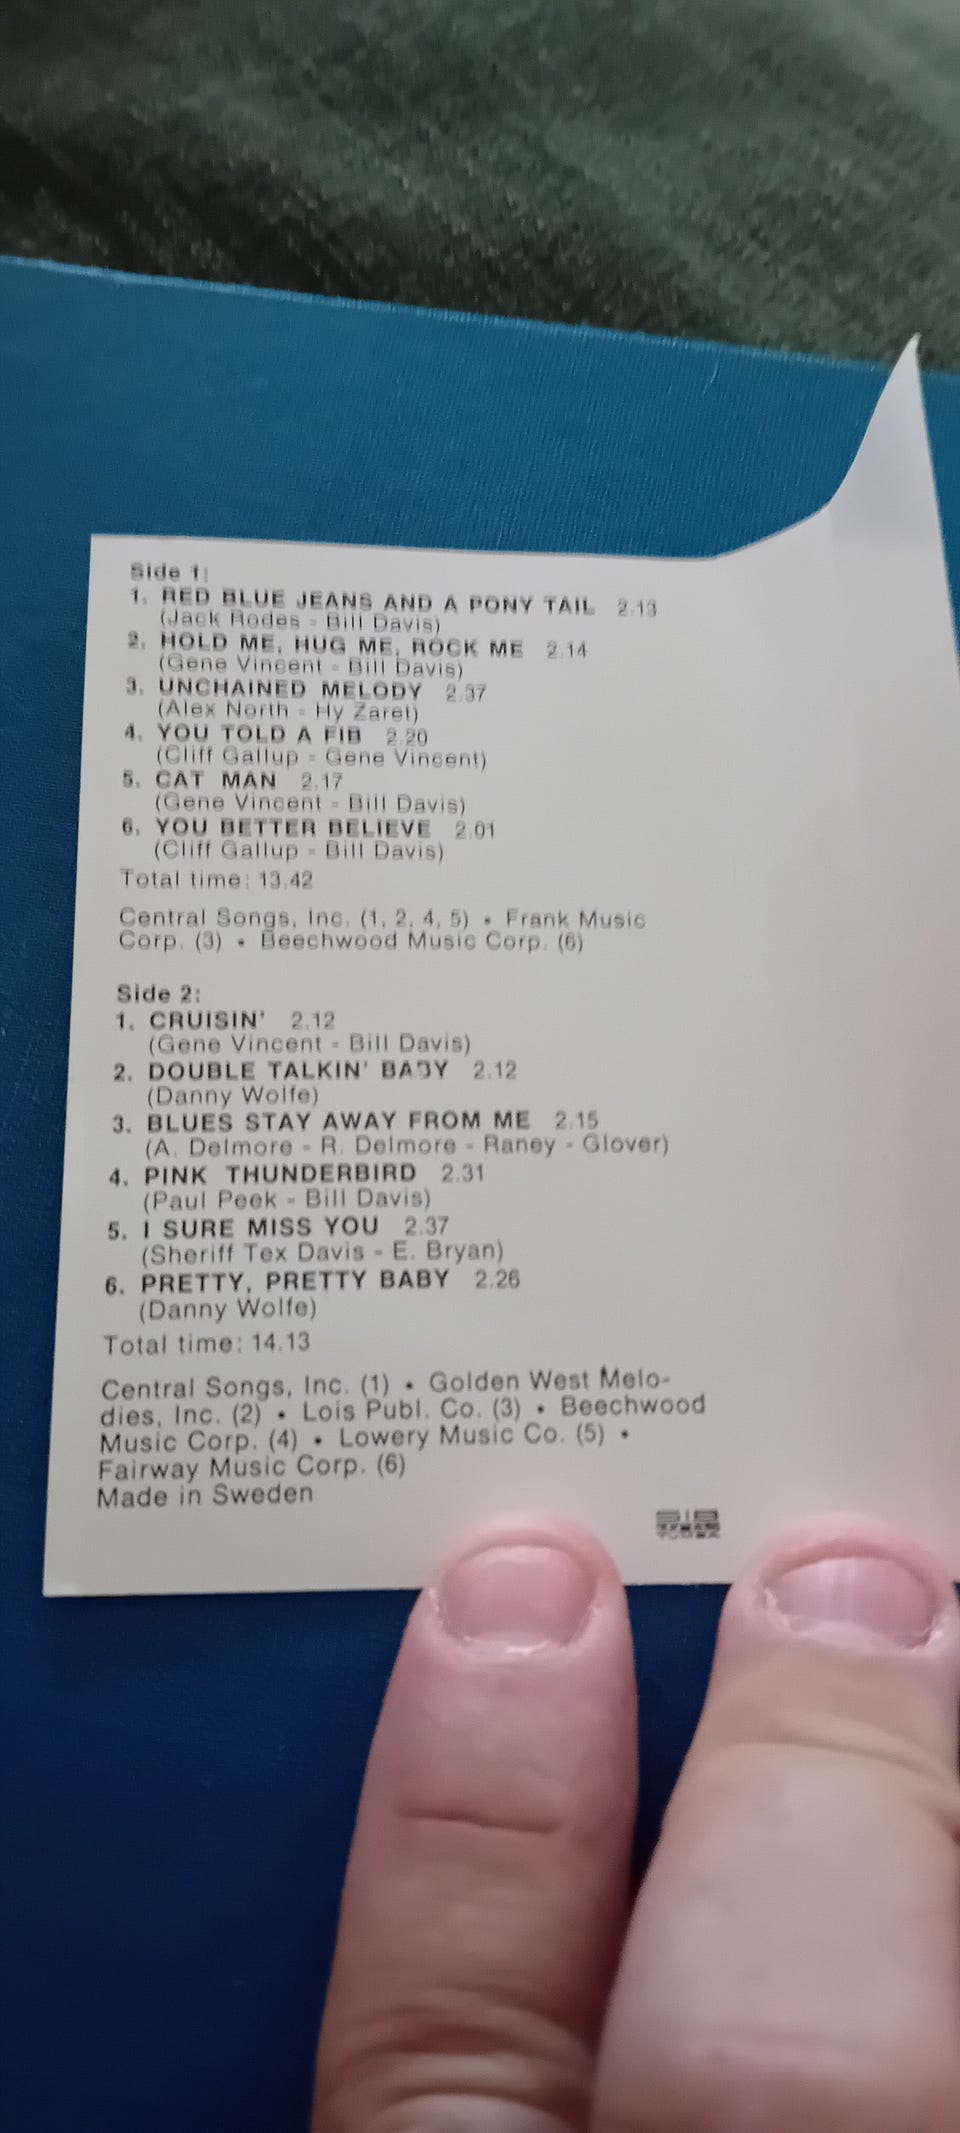 Side 1:
1. RED BLUE JEANS AND A PONY TAIL 2.13
(Jack Rodes - Bill Davis)
2. HOLD ME, HUG ME, ROCK ME 2.14
(Gene Vincent - Bill Davis)
3. UNCHAINED MELODY 2.37
(Alex North - Hy Zaret)
4. YOU TOLD A FIB 2.20
(Cliff Gallup - Gene Vincent)
5. CAT MAN 2.17
(Gene Vincent - Bill Davis)
6. YOU BETTER BELIEVE 2.01
(Cliff Gallup - Bill Davis)
Total time: 13.42
Central Songs, Inc. (1, 2, 4, 5) • Frank Music
Corp. (3) • Beechwood Music Corp. (6)
Side 2:
1. CRUISIN' 2.12
(Gene Vincent - Bill Davis)
2. DOUBLE TALKIN' BABY 2.12
(Danny Wolfe)
3. BLUES STAY AWAY FROM ME 2.15
(A. Delmore - R. Delmore - Raney - Glover)
4. PINK THUNDERBIRD 2.31
(Paul Peek - Bill Davis)
5. I SURE MISS YOU 2.37
(Sheriff Tex Davis - E. Bryan)
6. PRETTY, PRETTY BABY 2.26
(Danny Wolfe)
Total time: 14.13
Central Songs, Inc. (1) • Golden West Melo-
dies, Inc. (2) • Lois Publ. Co. (3) • Beechwood
Music Corp. (4) • Lowery Music Co. (5) •
Fairway Music Corp. (6)
Made in Sweden